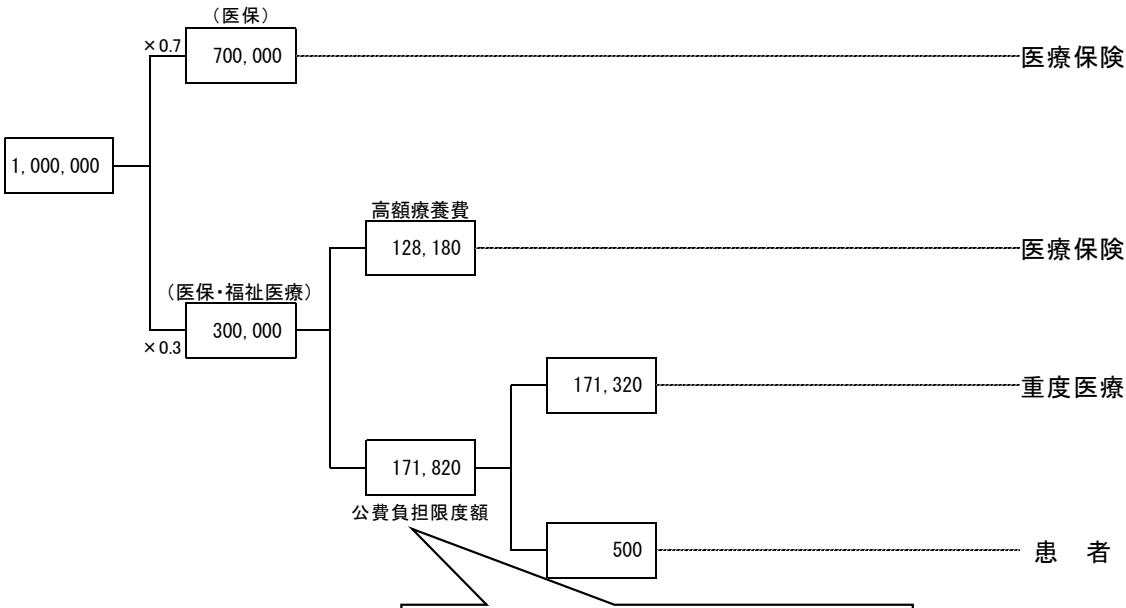 （医保）
×0.7
700,000
医療保険
1,000,000
高額療養費
128,180
医療保険
（医保・福祉医療）
×0.3
300,000
171,320
重度医療
171,820
公費負担限度額
500
患　者